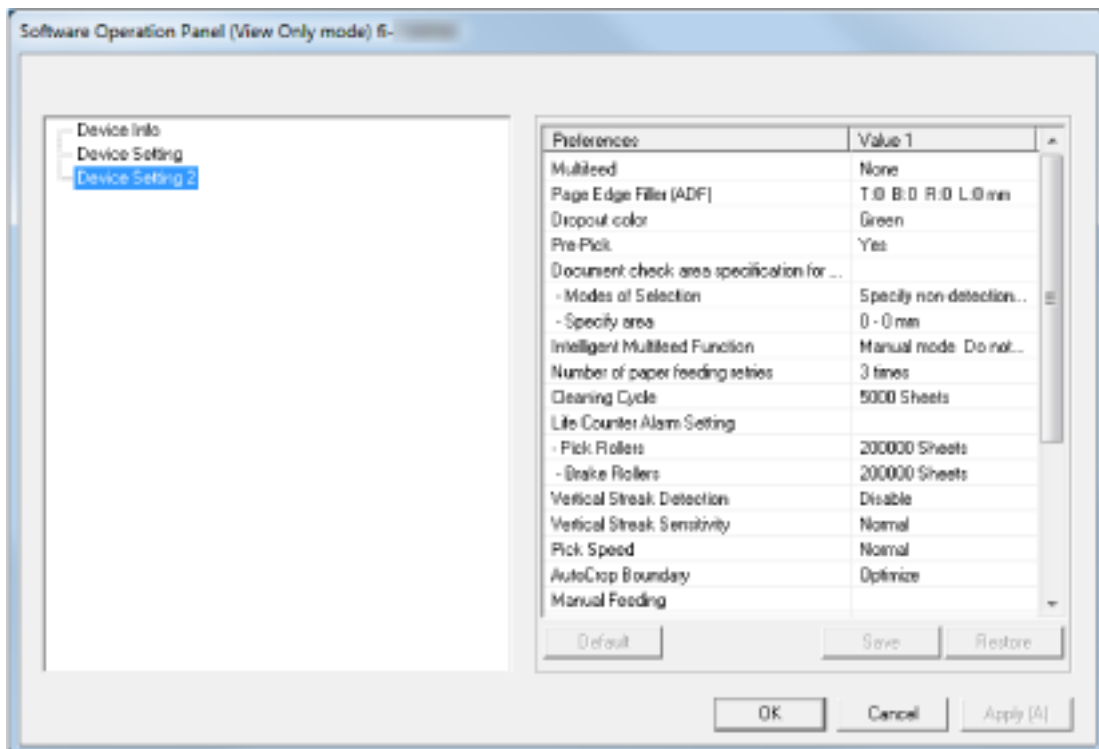 Software Operation Panel (View Only mode) fi-
Device Info
Device Setting
Device Setting 2
Preferences Value 1
Multifeed None
Page Edge Filler (ADF) T:0 B:0 R:0 L:0 mm
Dropout color Green
Pre-Pick Yes
Document check area specification for ...
- Modes of Selection Specify non-detection...
- Specify area 0 - 0 mm
Intelligent Multifeed Function Manual mode Do not...
Number of paper feeding retries 3 times
Cleaning Cycle 5000 Sheets
Life Counter Alarm Setting
- Pick Rollers 200000 Sheets
- Brake Rollers 200000 Sheets
Vertical Streak Detection Disable
Vertical Streak Sensitivity Normal
Pick Speed Normal
AutoCrop Boundary Optimize
Manual Feeding
Default Save Restore
OK Cancel Apply (A)